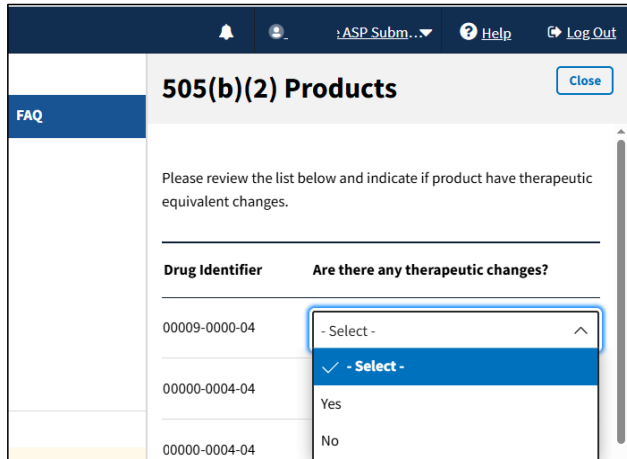 ASP Subm... Help Log Out
505(b)(2) Products Close
FAQ
Please review the list below and indicate if product have therapeutic
equivalent changes.
Drug Identifier Are there any therapeutic changes?
00009-0000-04 - Select -
- Select -
00000-0004-04
Yes
No
00000-0004-04